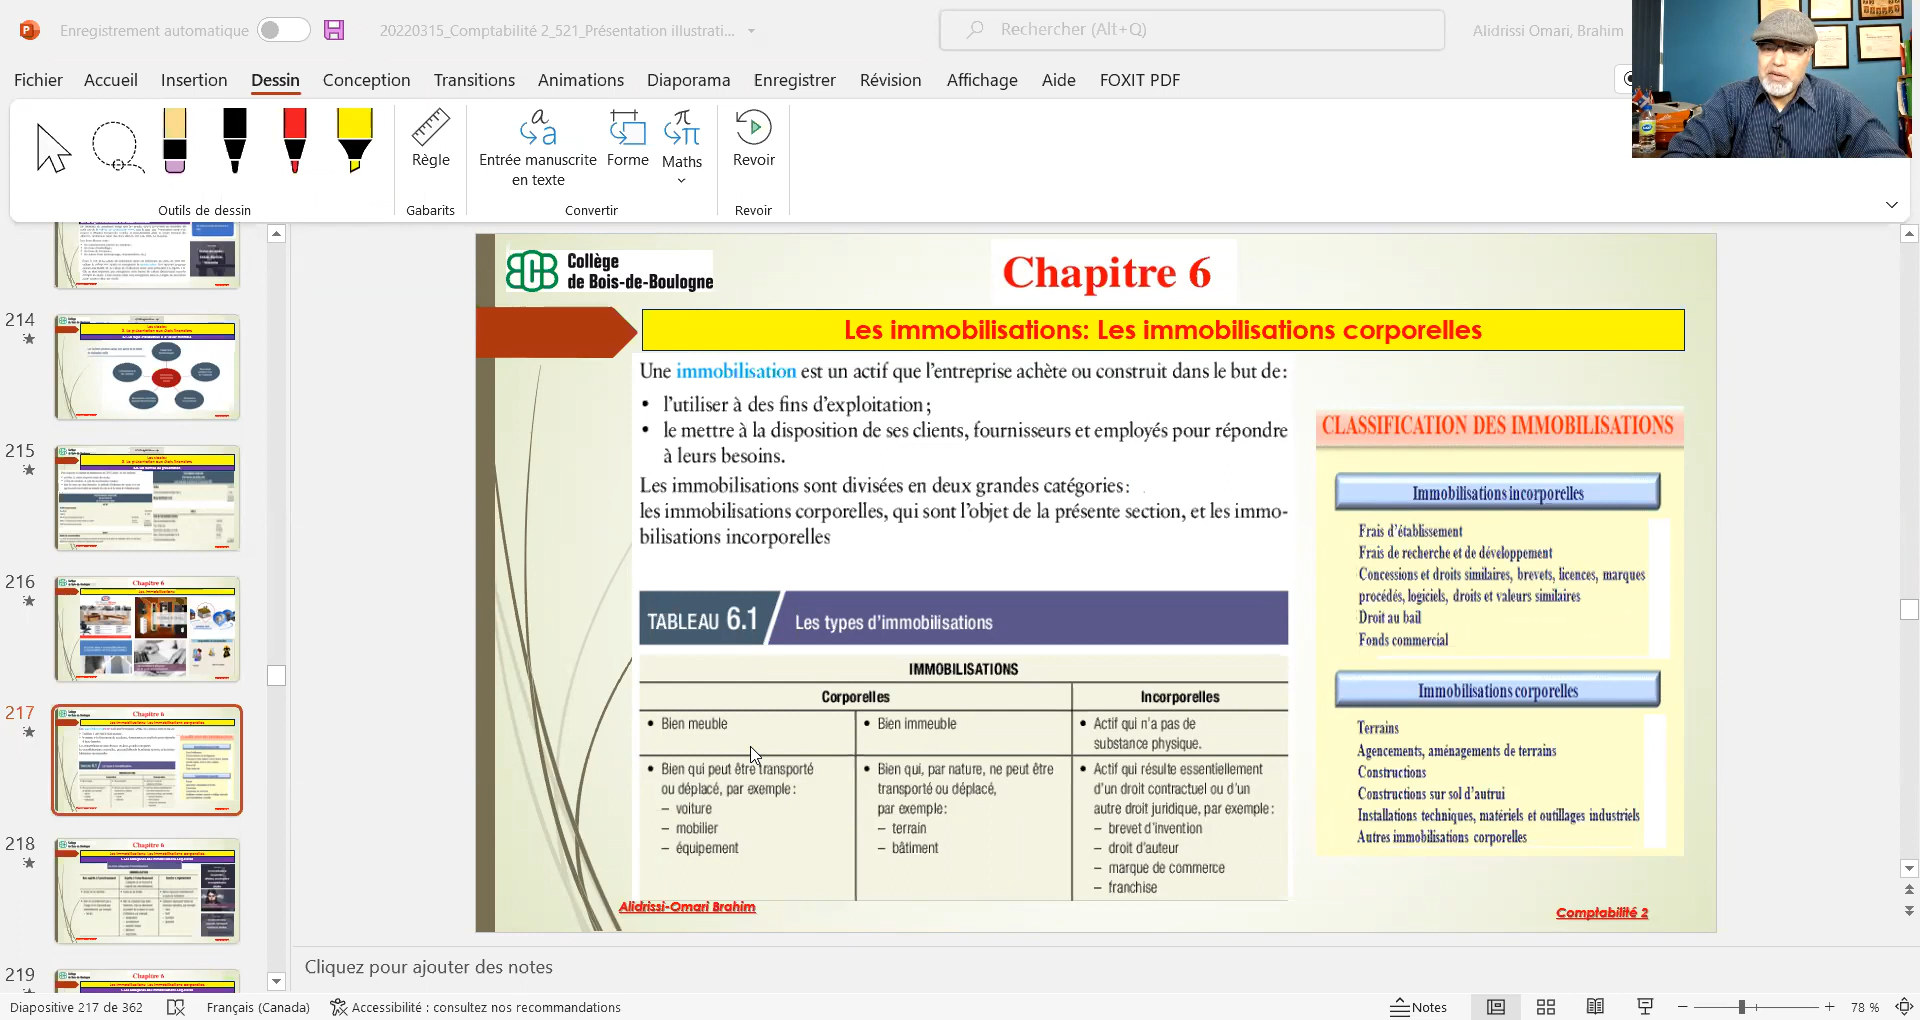 Enregistrement automatique
20220315_Comptabilité 2_521_Présentation illustrati...
Rechercher (Alt+Q)
Alidrissi Omari, Brahim
Fichier
Accueil
Insertion
Dessin
Conception
Transitions
Animations
Diaporama
Enregistrer
Révision
Affichage
Aide
FOXIT PDF
Règle
Entrée manuscrite
en texte
Forme
Maths
Revoir
Outils de dessin
Gabarits
Convertir
Revoir
214
215
216
Chapitre 6
217
Chapitre 6
218
Chapitre 6
219
Chapitre 6
Collège
de Bois-de-Boulogne
Chapitre 6
Les immobilisations: Les immobilisations corporelles
Une immobilisation est un actif que l'entreprise achète ou construit dans le but de:
• l'utiliser à des fins d'exploitation;
• le mettre à la disposition de ses clients, fournisseurs et employés pour répondre
à leurs besoins.
Les immobilisations sont divisées en deux grandes catégories:
les immobilisations corporelles, qui sont l'objet de la présente section, et les immo-
bilisations incorporelles
TABLEAU 6.1
Les types d'immobilisations
IMMOBILISATIONS
Corporelles
Incorporelles
• Bien meuble
• Bien immeuble
• Actif qui n'a pas de
substance physique.
• Bien qui peut être transporté
ou déplacé, par exemple:
– voiture
– mobilier
– équipement
• Bien qui, par nature, ne peut être
transporté ou déplacé,
par exemple:
– terrain
– bâtiment
• Actif qui résulte essentiellement
d'un droit contractuel ou d'un
autre droit juridique, par exemple:
– brevet d'invention
– droit d'auteur
– marque de commerce
– franchise
CLASSIFICATION DES IMMOBILISATIONS
Immobilisations incorporelles
Frais d'établissement
Frais de recherche et de développement
Concessions et droits similaires, brevets, licences, marques
procédés, logiciels, droits et valeurs similaires
Droit au bail
Fonds commercial
Immobilisations corporelles
Terrains
Agencements, aménagements de terrains
Constructions
Constructions sur sol d'autrui
Installations techniques, matériels et outillages industriels
Autres immobilisations corporelles
Alidrissi-Omari Brahim
Comptabilité 2
Cliquez pour ajouter des notes
Diapositive 217 de 362
Français (Canada)
Accessibilité : consultez nos recommandations
Notes
78 %